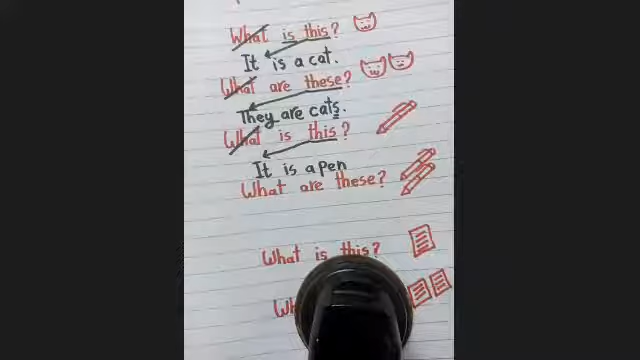 What is this?
It is a cat.
What are these?
They are cats.
What is this?
It is a pen
What are these?
What is this?